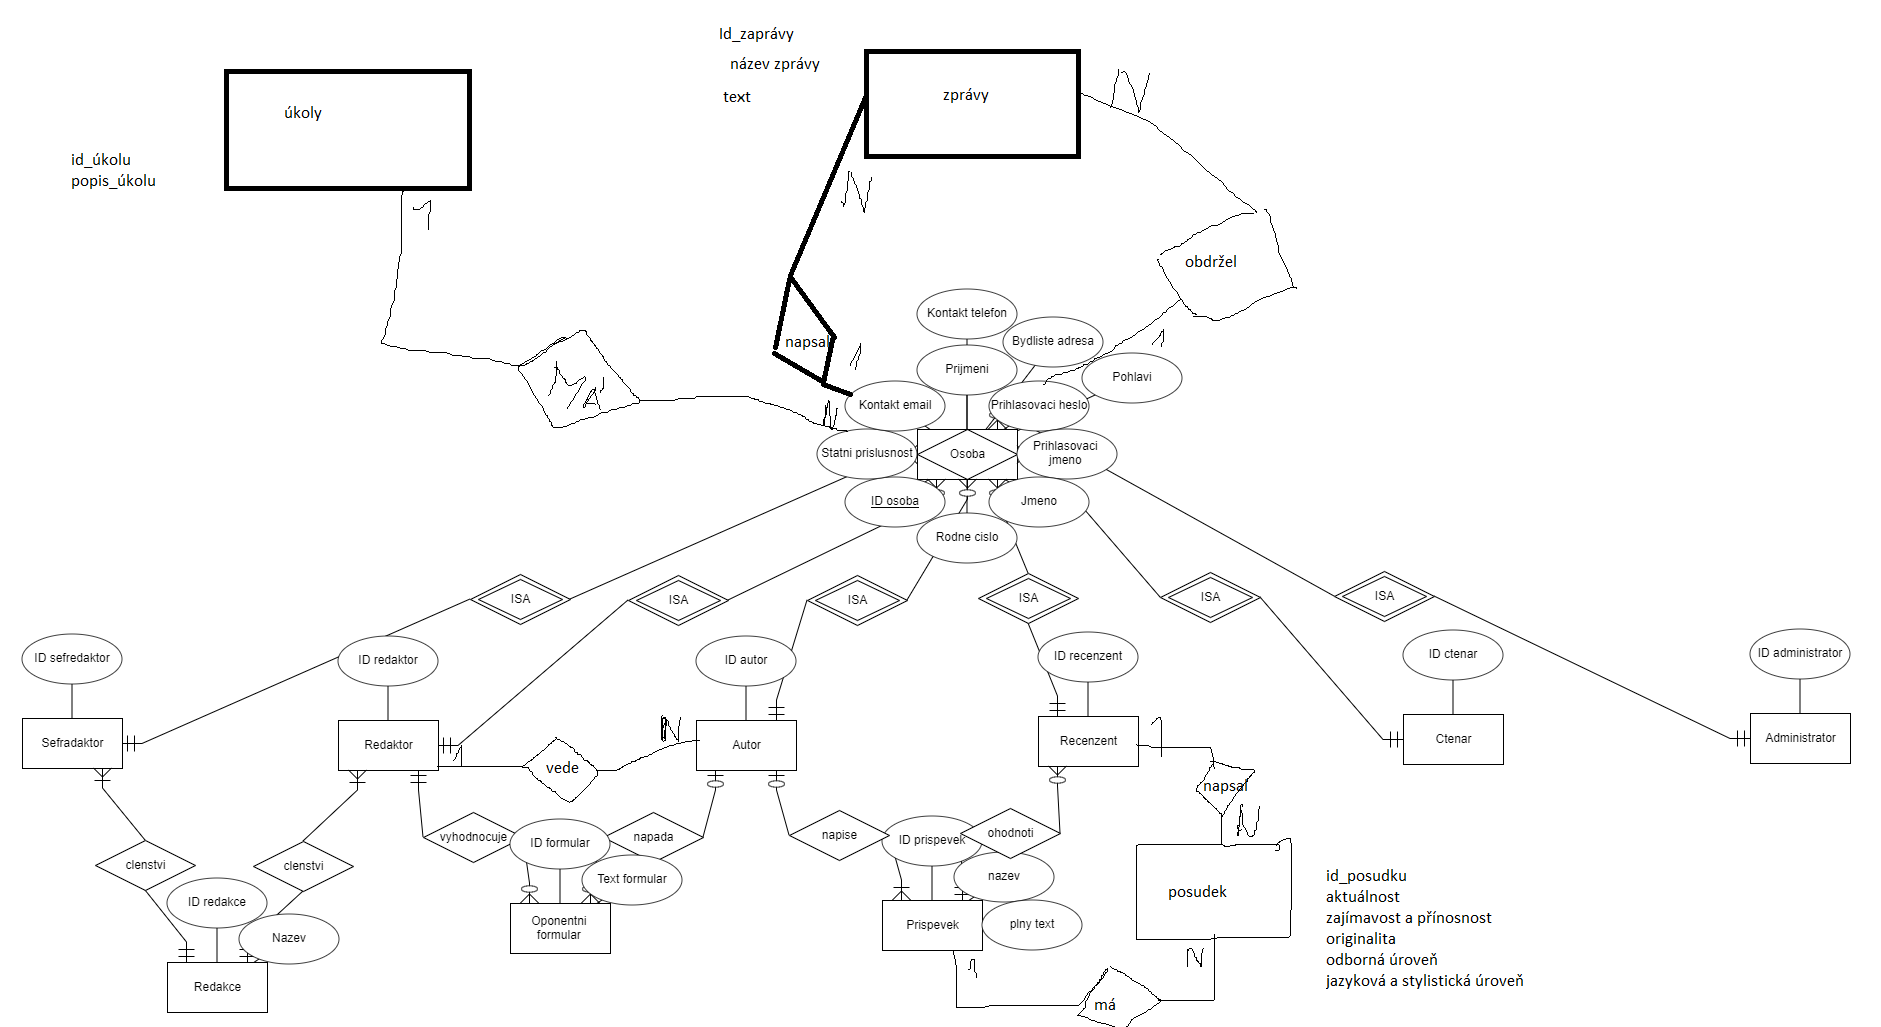 Id_zaprávy
název zprávy
text
zprávy
N
úkoly
id_úkolu
popis_úkolu
1
N
obdržel
napsal
1
1
Má
N
Kontakt telefon
Bydliste adresa
Prijmeni
Pohlavi
Kontakt email
Prihlasovaci heslo
Statni prislusnost
Osoba
Prihlasovaci
jmeno
ID osoba
Jmeno
Rodne cislo
ISA
ISA
ISA
ISA
ISA
ISA
ID sefredaktor
ID redaktor
ID autor
ID recenzent
ID ctenar
ID administrator
Sefradaktor
Redaktor
1
vede
N
Autor
Recenzent
1
Ctenar
Administrator
napsal
N
clenstvi
clenstvi
vyhodnocuje
ID formular
napada
Text formular
napise
ID prispevek
ohodnoti
nazev
plny text
Oponentni
formular
Prispevek
posudek
id_posudku
aktuálnost
zajímavost a přínosnost
originalita
odborná úroveň
jazyková a stylistická úroveň
ID redakce
Nazev
Redakce
1
má
N